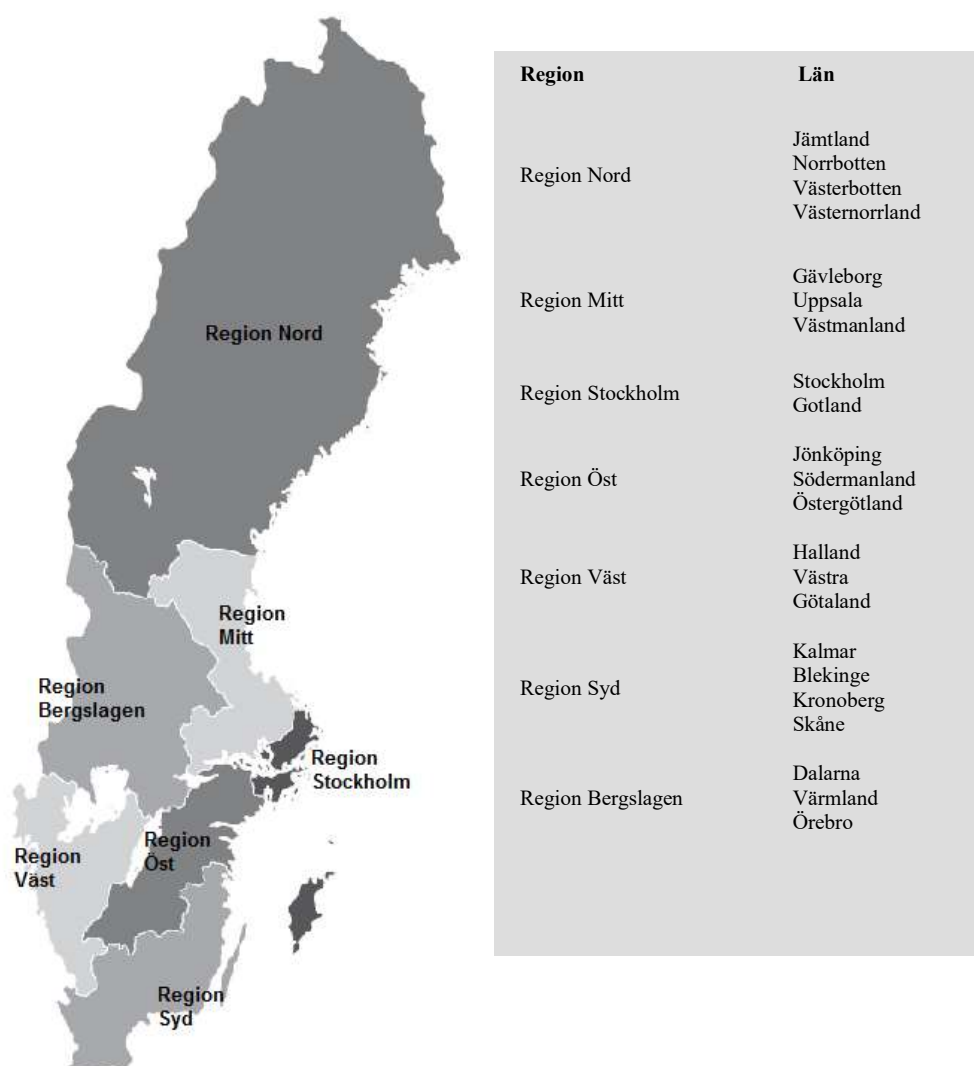 Region Nord
Region
Mitt
Region
Bergslagen
Region
Stockholm
Region
Väst
Region
Öst
Region
Syd
Region Län
Region Nord
Jämtland
Norrbotten
Västerbotten
Västernorrland
Region Mitt
Gävleborg
Uppsala
Västmanland
Region Stockholm
Stockholm
Gotland
Region Öst
Jönköping
Södermanland
Östergötland
Region Väst
Halland
Västra
Götaland
Region Syd
Kalmar
Blekinge
Kronoberg
Skåne
Region Bergslagen
Dalarna
Värmland
Örebro